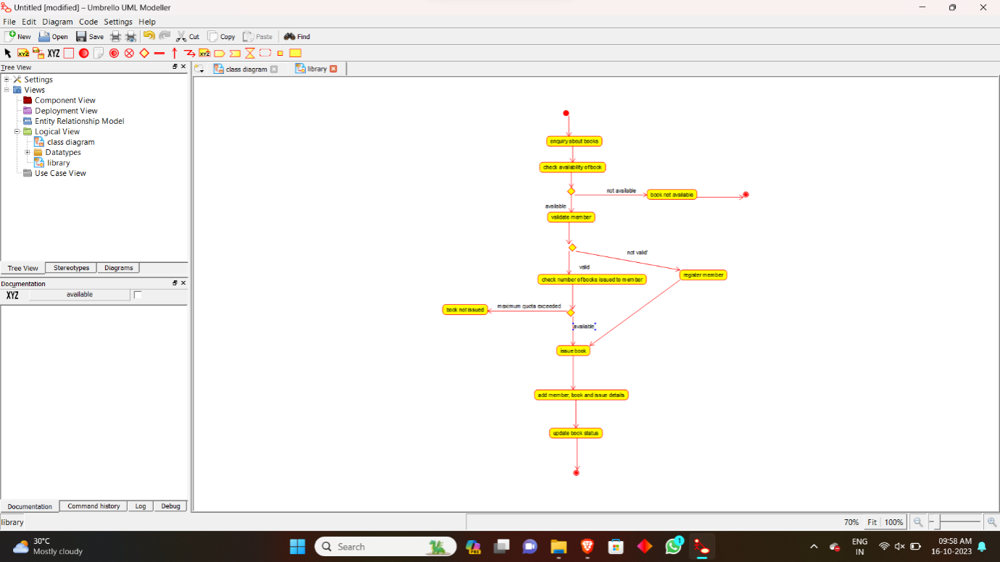 Untitled [modified] – Umbrello UML Modeller
File Edit Diagram Code Settings Help
New Open Save Cut Copy Paste Find
XYZ XYZ XYZ XYZ
Tree View
class diagram library
Settings
Views
Component View
Deployment View
Entity Relationship Model
Logical View
class diagram
Datatypes
library
Use Case View
Tree View Stereotypes Diagrams
Documentation
XYZ available
Documentation Command history Log Debug
enquiry about books
check availability of book
not available
book not available
available
validate member
not valid'
valid
register member
check number of books issued to member
maximum quota exceeded
book not issued
available
issue book
add member, book and issue details
update book status
library
70% Fit 100%
30°C
Mostly cloudy
Search
PRE
1
ENG
IN
09:58 AM
16-10-2023